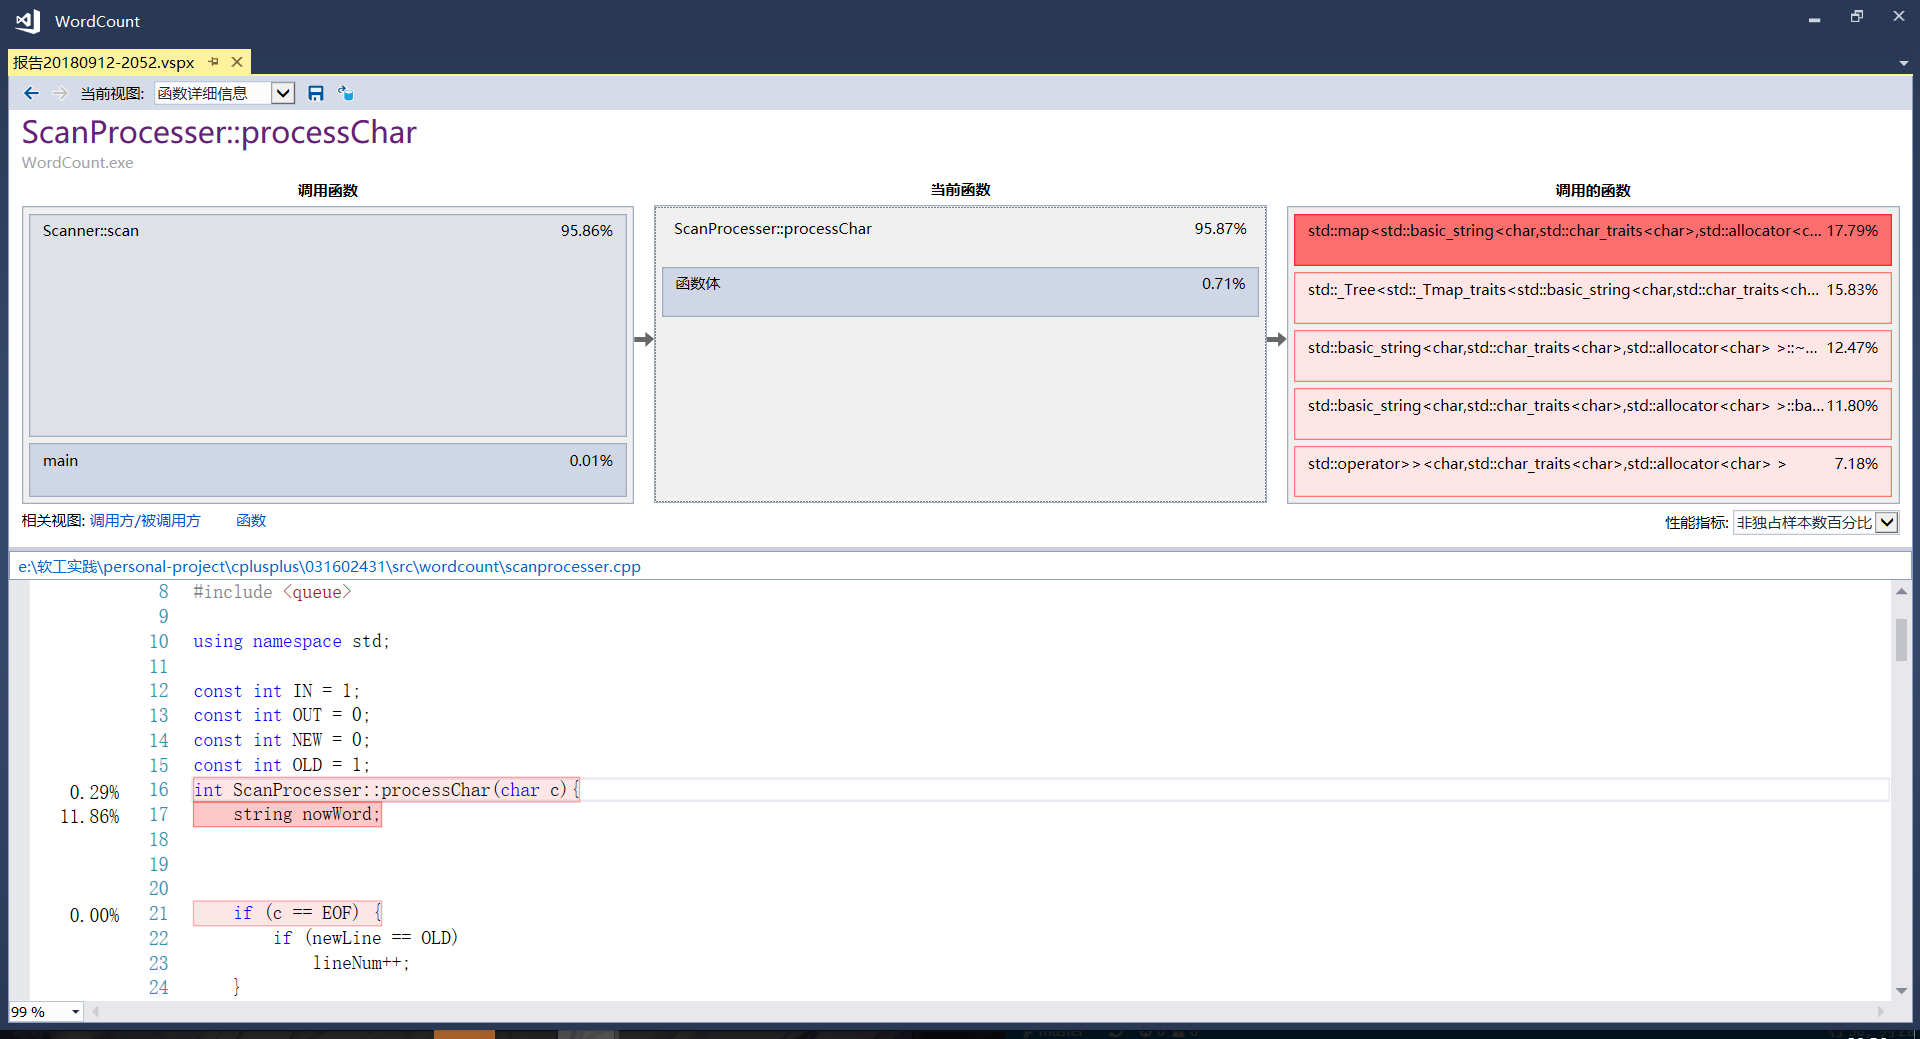 WordCount
报告20180912-2052.vspx
当前视图: 函数详细信息
ScanProcesser::processChar
WordCount.exe
调用函数
Scanner::scan 95.86%
main 0.01%
当前函数
ScanProcesser::processChar 95.87%
函数体 0.71%
调用的函数
std::map<std::basic_string<char,std::char_traits<char>,std::allocator<c... 17.79%
std::_Tree<std::_Tmap_traits<std::basic_string<char,std::char_traits<ch... 15.83%
std::basic_string<char,std::char_traits<char>,std::allocator<char> >::~... 12.47%
std::basic_string<char,std::char_traits<char>,std::allocator<char> >::ba... 11.80%
std::operator>><char,std::char_traits<char>,std::allocator<char> > 7.18%
相关视图: 调用方/被调用方 函数
性能指标: 非独占样本数百分比
e:\软工实践\personal-project\cplusplus\031602431\src\wordcount\scanprocesser.cpp
8 #include <queue>
9
10 using namespace std;
11
12 const int IN = 1;
13 const int OUT = 0;
14 const int NEW = 0;
15 const int OLD = 1;
0.29% 16 int ScanProcesser::processChar(char c){
11.86% 17 string nowWord;
18
19
20
0.00% 21 if (c == EOF) {
22 if (newLine == OLD)
23 lineNum++;
24 }
99 %